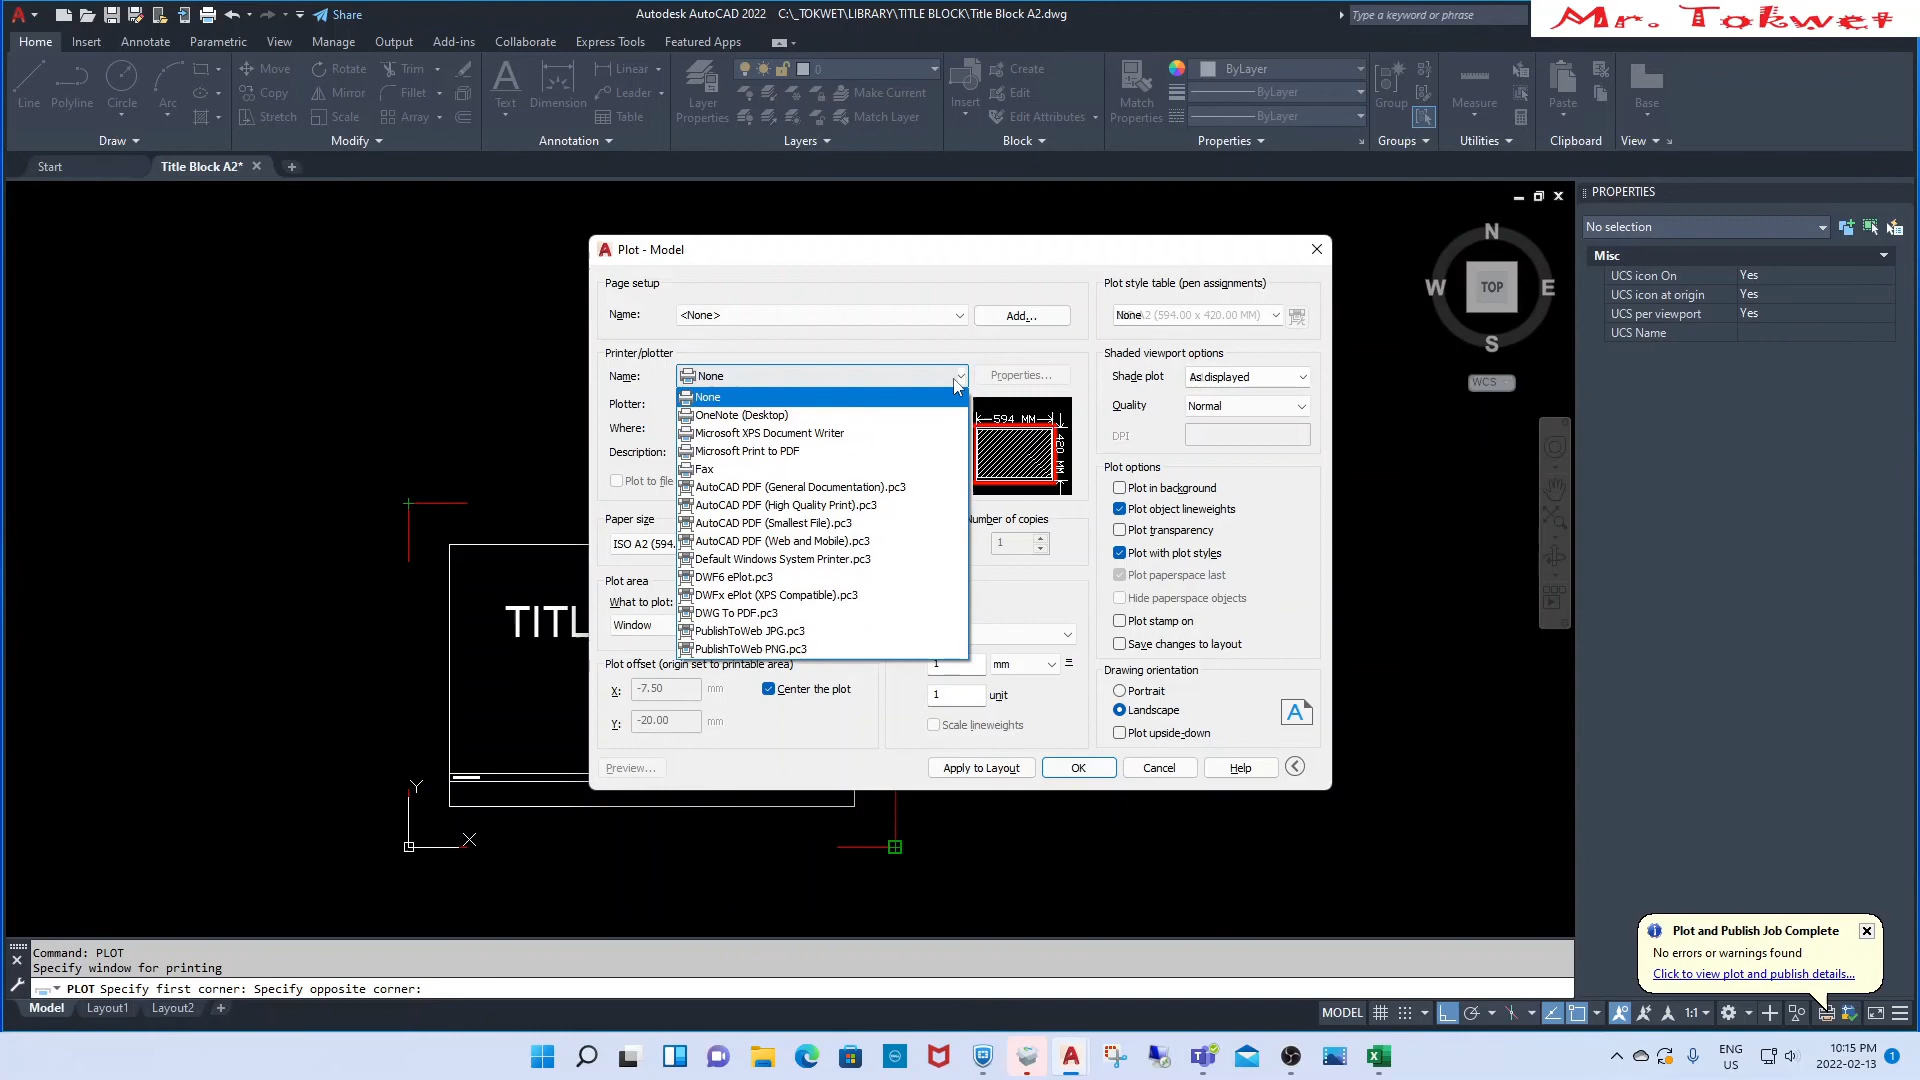 Share
Autodesk AutoCAD 2022 C:\_TOKWET\LIBRARY\TITLE BLOCK\Title Block A2.dwg
Type a keyword or phrase
Mr. Tokwet
Home Insert Annotate Parametric View Manage Output Add-ins Collaborate Express Tools Featured Apps
Line Polyline Circle Arc
Move Rotate Trim
Copy Mirror Fillet
Stretch Scale Array
Text Dimension
Linear
Leader
Table
Layer Properties
0
Make Current
Match Layer
Insert
Create
Edit
Edit Attributes
Match Properties
ByLayer
ByLayer
ByLayer
Group
Measure
Paste
Base
Draw Modify Annotation Layers Block Properties Groups Utilities Clipboard View
Start Title Block A2*
PROPERTIES
No selection
Misc
UCS icon On Yes
UCS icon at origin Yes
UCS per viewport Yes
UCS Name
N
W TOP E
S
WCS
TITL
Y
X
Plot - Model
Page setup
Name: <None> Add...
Printer/plotter
Name: None Properties...
Plotter:
Where:
Description:
Plot to file
None
OneNote (Desktop)
Microsoft XPS Document Writer
Microsoft Print to PDF
Fax
AutoCAD PDF (General Documentation).pc3
AutoCAD PDF (High Quality Print).pc3
AutoCAD PDF (Smallest File).pc3
AutoCAD PDF (Web and Mobile).pc3
Default Windows System Printer.pc3
DWF6 ePlot.pc3
DWFx ePlot (XPS Compatible).pc3
DWG To PDF.pc3
PublishToWeb JPG.pc3
PublishToWeb PNG.pc3
594 MM
420 MM
Paper size
ISO A2 (594.
Number of copies
1
Plot area
What to plot:
Window
Plot offset (origin set to printable area)
X: -7.50 mm Center the plot
Y: -20.00 mm
1 mm =
1 unit
Scale lineweights
Plot style table (pen assignments)
None A2 (594.00 x 420.00 MM)
Shaded viewport options
Shade plot As displayed
Quality Normal
DPI
Plot options
Plot in background
Plot object lineweights
Plot transparency
Plot with plot styles
Plot paperspace last
Hide paperspace objects
Plot stamp on
Save changes to layout
Drawing orientation
Portrait
Landscape
Plot upside-down
A
Preview... Apply to Layout OK Cancel Help
Command: PLOT
Specify window for printing
PLOT Specify first corner: Specify opposite corner:
Plot and Publish Job Complete
No errors or warnings found
Click to view plot and publish details...
Model Layout1 Layout2
MODEL 1:1
ENG
US
10:15 PM
2022-02-13
1